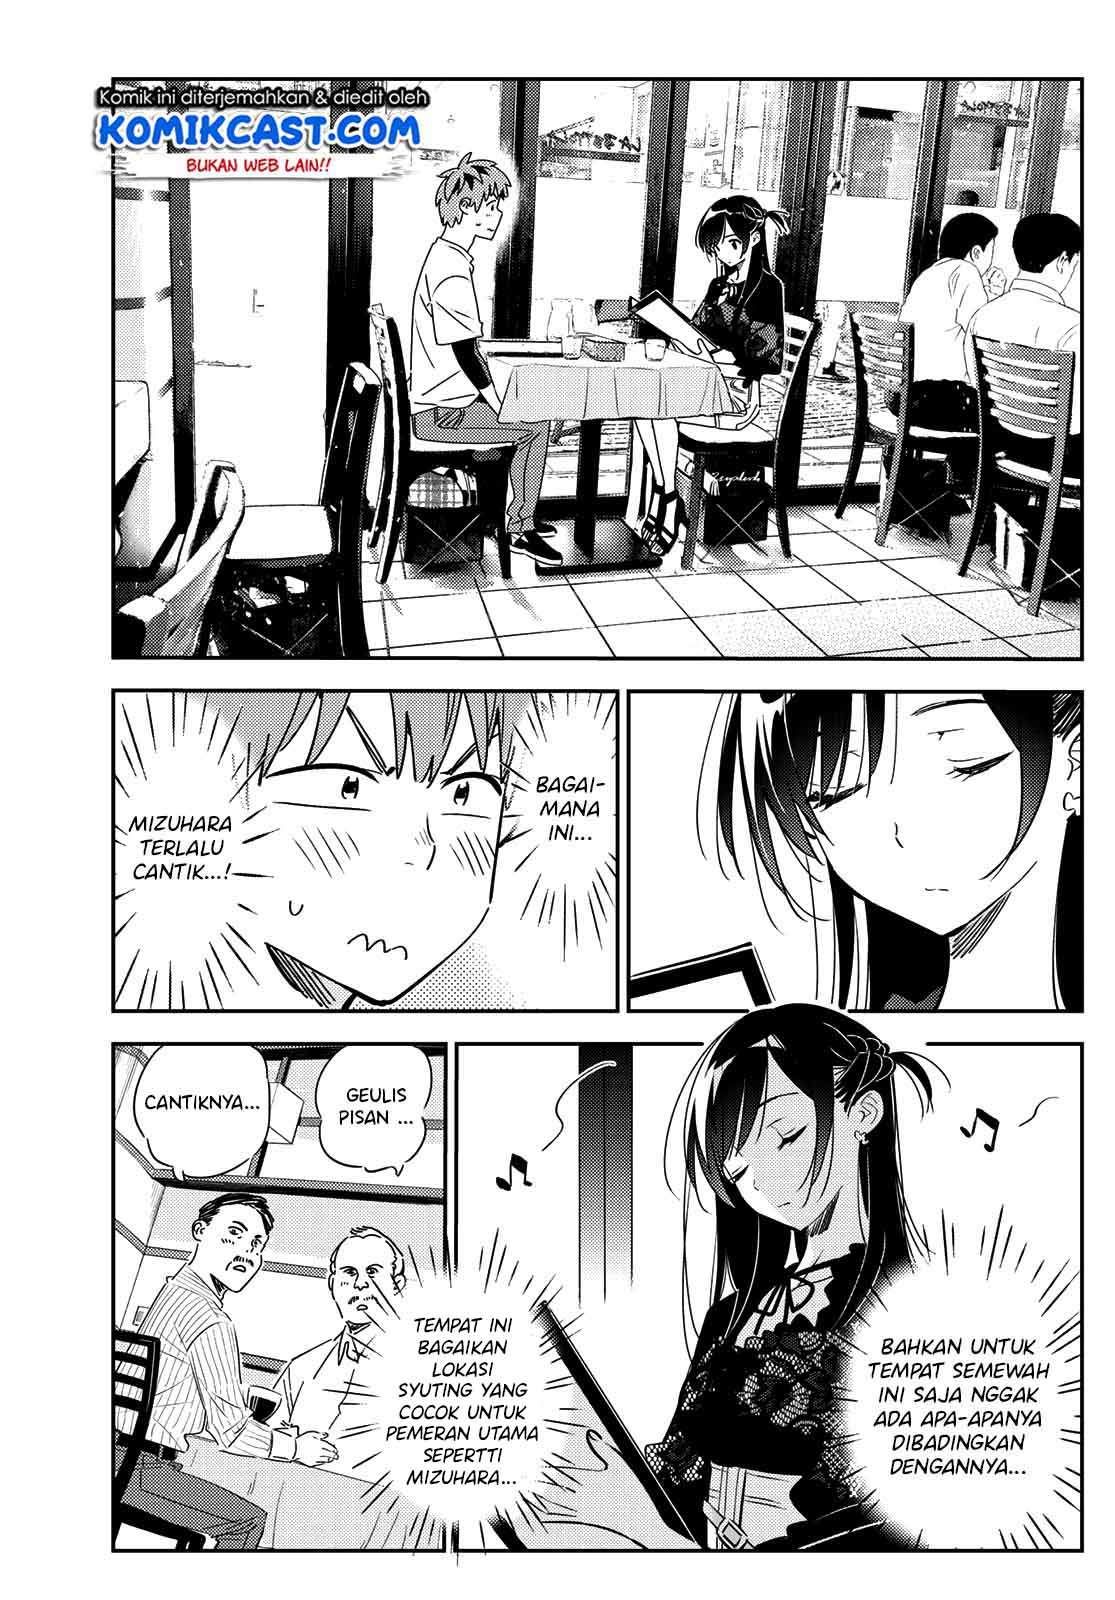 Komik ini diterjemahkan & diedit oleh
KOMIKCAST.COM
BUKAN WEB LAIN!!
BAGAI-
MANA
INI...
MIZUHARA
TERLALU
CANTIK...!
BAHKAN UNTUK
TEMPAT SEMEWAH
INI SAJA NGGAK
ADA APA-APANYA
DIBADINGKAN
DENGANNYA...
TEMPAT INI
BAGAIKAN
LOKASI
SYUTING YANG
COCOK UNTUK
PEMERAN UTAMA
SEPERTTI
MIZUHARA...
GEULIS
PISAN ...
CANTIKNYA...